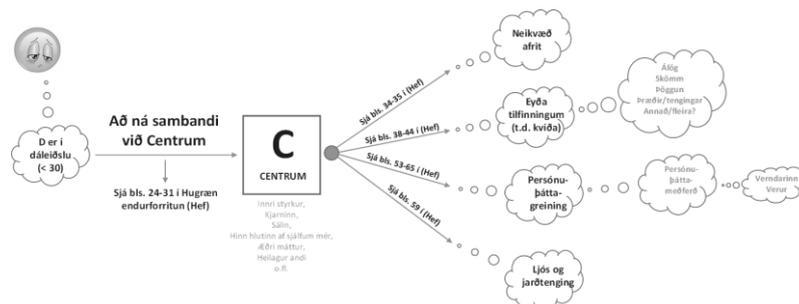 D er í
dáleiðslu
(< 30)
Að ná sambandi
við Centrum
Sjá bls. 24-31 í Hugræn
endurforritun (Hef)
C
CENTRUM
Innri styrkur,
Kjarninn,
Sálin,
Hinn hlutinn af sjálfum mér,
Æðri máttur,
Heilagur andi
o.fl.
Sjá bls. 34-35 í (Hef)
Neikvæð
afrit
Sjá bls. 38-44 í (Hef)
Eyða
tilfinningum
(t.d. kvíða)
Álög
Skömm
Þöggun
Þræðir/tengingar
Annað/fleira?
Sjá bls. 53-65 í (Hef)
Persónu-
þátta-
greining
Persónu-
þátta-
meðferð
Verndarinn
Verur
Sjá bls. 59 í (Hef)
Ljós og
jarðtenging